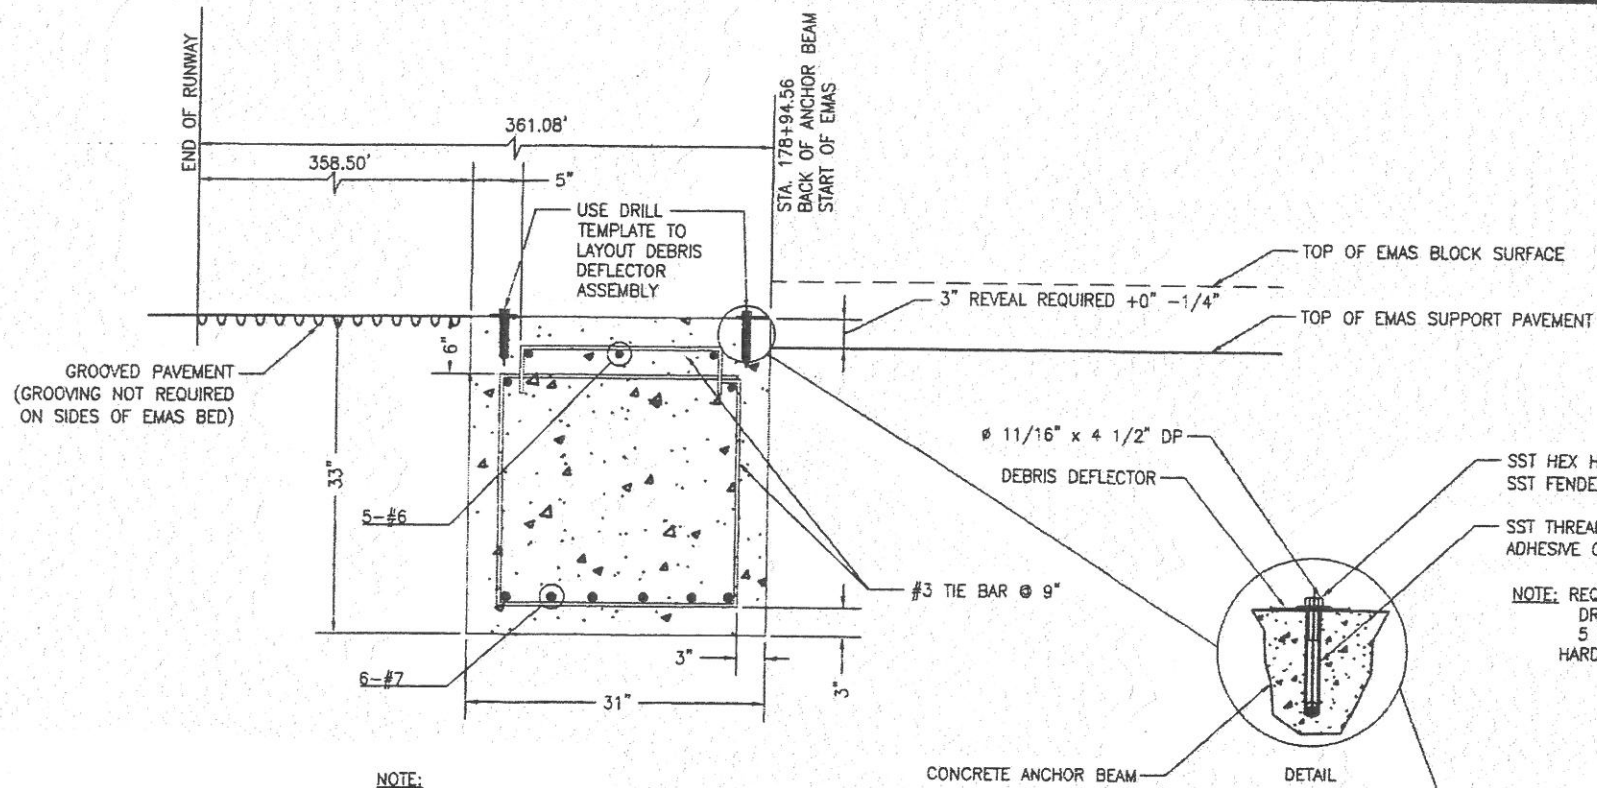 END OF RUNWAY
361.08'
358.50'
5"
STA. 178+94.56
BACK OF ANCHOR BEAM
START OF EMAS
USE DRILL
TEMPLATE TO
LAYOUT DEBRIS
DEFLECTOR
ASSEMBLY
TOP OF EMAS BLOCK SURFACE
3" REVEAL REQUIRED +0" -1/4"
TOP OF EMAS SUPPORT PAVEMENT
6"
GROOVED PAVEMENT
(GROOVING NOT REQUIRED
ON SIDES OF EMAS BED)
33"
5-#6
ø 11/16" x 4 1/2" DP
DEBRIS DEFLECTOR
SST HEX H
SST FENDE
SST THREA
ADHESIVE C
#3 TIE BAR @ 9"
NOTE: REQ
DR
5
HARD
6-#7
3"
3"
31"
CONCRETE ANCHOR BEAM
DETAIL
NOTE: